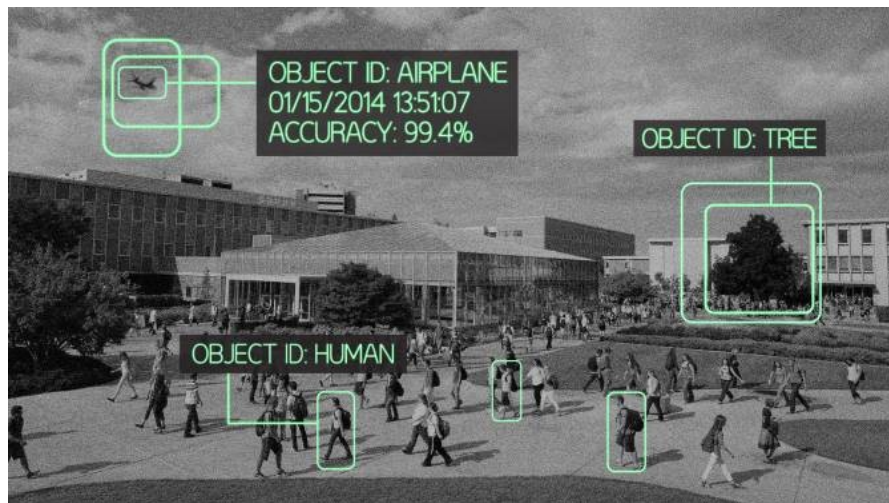 OBJECT ID: AIRPLANE
01/15/2014 13:51:07
ACCURACY: 99.4%
OBJECT ID: TREE
OBJECT ID: HUMAN